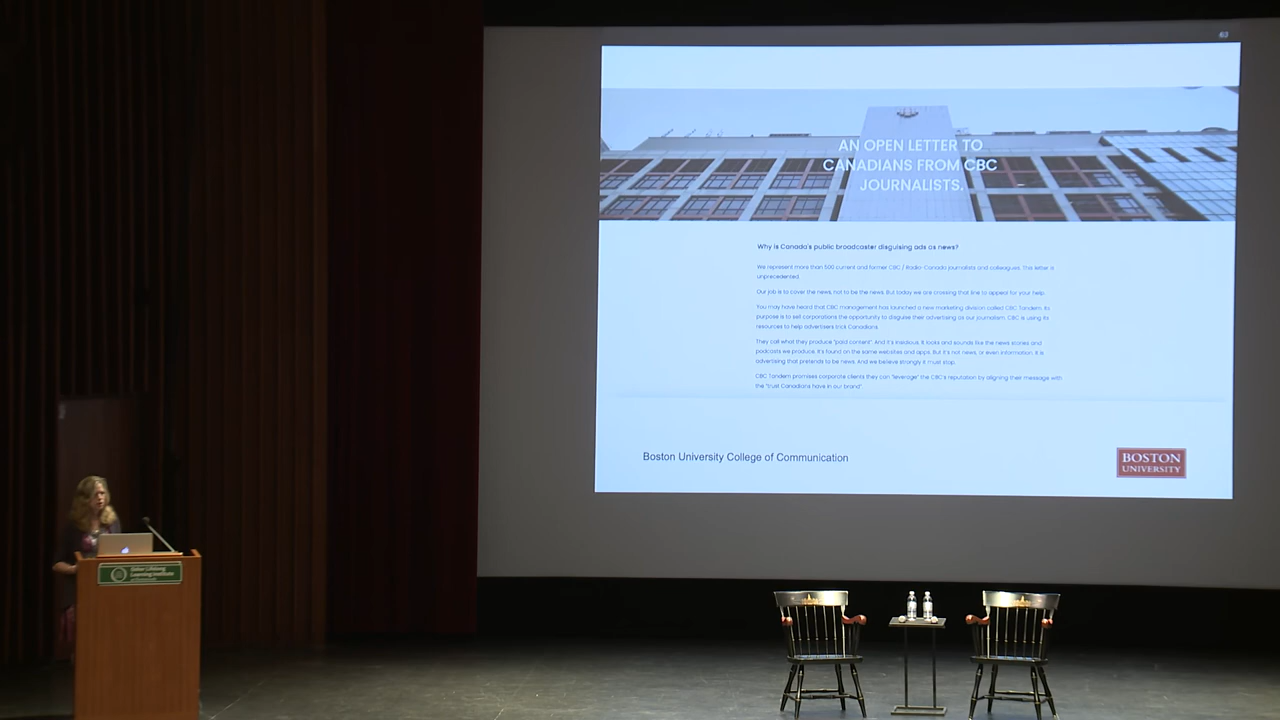 63
AN OPEN LETTER TO
CANADIANS FROM CBC
JOURNALISTS.
Why is Canada's public broadcaster disguising ads as news?
We represent more than 500 current and former CBC / Radio-Canada journalists and colleagues. This letter is
unprecedented.
Our job is to cover the news, not to be the news. But today we are crossing that line to appeal for your help.
You may have heard that CBC management has launched a new marketing division called CBC Tandem. Its
purpose is to sell corporations the opportunity to disguise their advertising as our journalism. CBC is using its
resources to help advertisers trick Canadians.
They call what they produce "paid content". And it's insidious. It looks and sounds like the news stories and
podcasts we produce. It's found on the same websites and apps. But it's not news, or even information. It is
advertising that pretends to be news. And we believe strongly it must stop.
CBC Tandem promises corporate clients they can "leverage" the CBC's reputation by aligning their message with
the "trust Canadians have in our brand"
Boston University College of Communication
BOSTON
UNIVERSITY
Osher Lifelong
Learning Institute